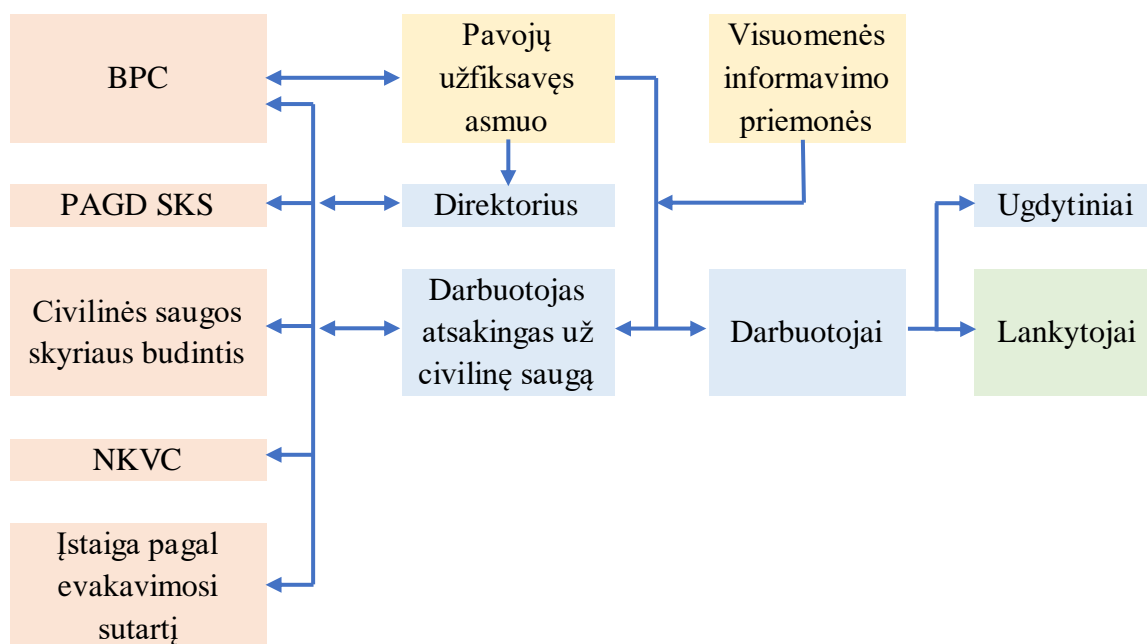 BPC
Pavojų
užfiksavęs
asmuo
Visuomenės
informavimo
priemonės
PAGD SKS
Direktorius
Ugdytiniai
Civilinės saugos
skyriaus budintis
Darbuotojas
atsakingas už
civilinę saugą
Darbuotojai
Lankytojai
NKVC
Įstaiga pagal
evakavimosi
sutartį